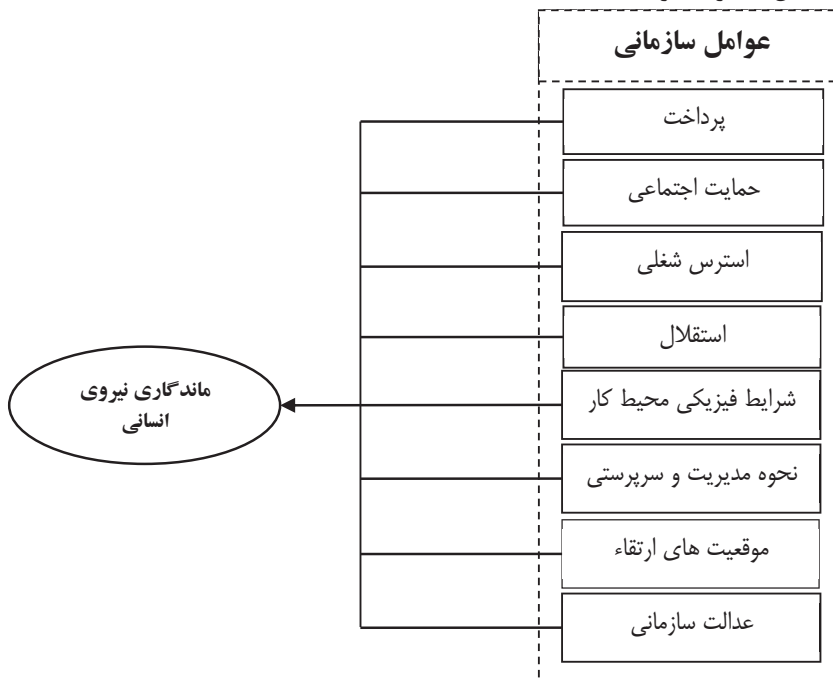 عوامل سازمانی
پرداخت
حمایت اجتماعی
استرس شغلی
استقلال
شرایط فیزیکی محیط کار
نحوه مدیریت و سرپرستی
موقعیت های ارتقاء
عدالت سازمانی
ماندگاری نیروی
انسانی